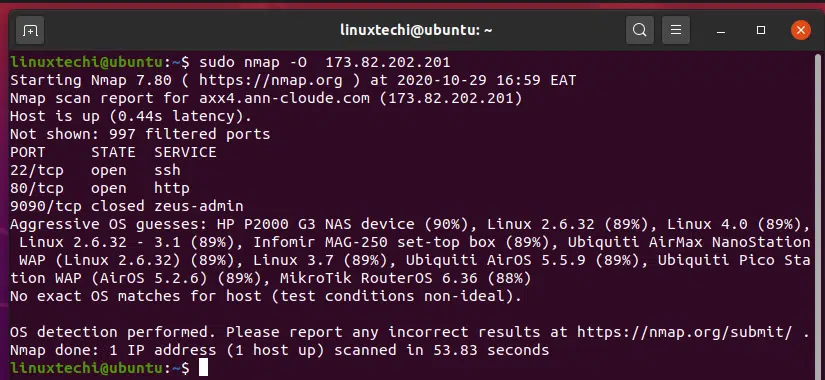 linuxtechi@ubuntu: ~
linuxtechi@ubuntu:~$ sudo nmap -O  173.82.202.201
Starting Nmap 7.80 ( https://nmap.org ) at 2020-10-29 16:59 EAT
Nmap scan report for axx4.ann-cloude.com (173.82.202.201)
Host is up (0.44s latency).
Not shown: 997 filtered ports
PORT     STATE  SERVICE
22/tcp   open   ssh
80/tcp   open   http
9090/tcp closed zeus-admin
Aggressive OS guesses: HP P2000 G3 NAS device (90%), Linux 2.6.32 (89%), Linux 4.0 (89%),
 Linux 2.6.32 - 3.1 (89%), Infomir MAG-250 set-top box (89%), Ubiquiti AirMax NanoStation
 WAP (Linux 2.6.32) (89%), Linux 3.7 (89%), Ubiquiti AirOS 5.5.9 (89%), Ubiquiti Pico Sta
tion WAP (AirOS 5.2.6) (89%), MikroTik RouterOS 6.36 (88%)
No exact OS matches for host (test conditions non-ideal).

OS detection performed. Please report any incorrect results at https://nmap.org/submit/ .
Nmap done: 1 IP address (1 host up) scanned in 53.83 seconds
linuxtechi@ubuntu:~$